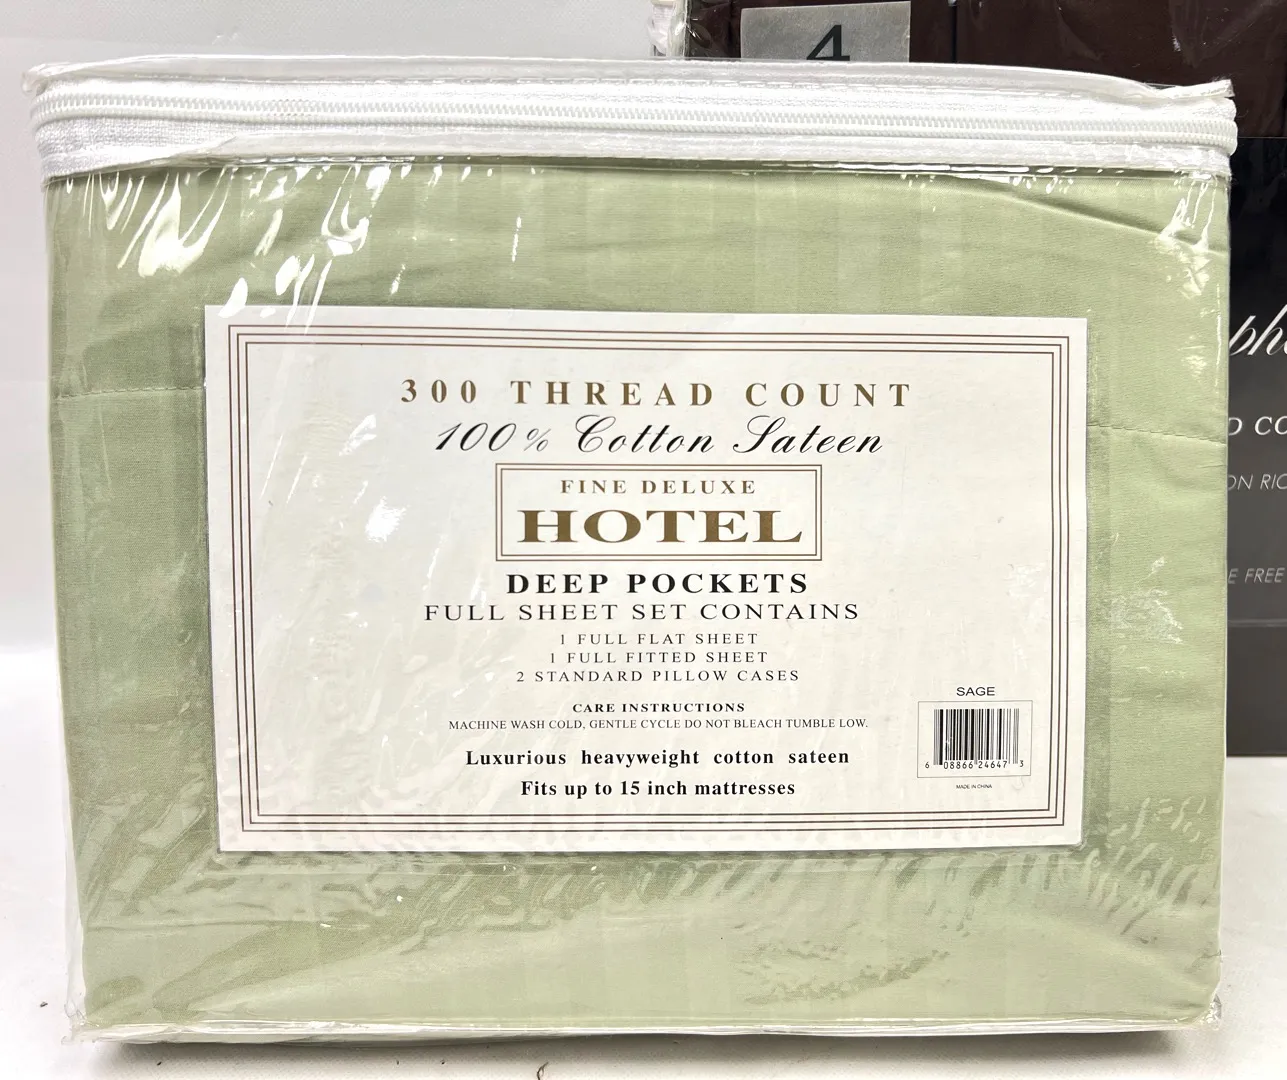 4
300 THREAD COUNT
100% Cotton Sateen
FINE DELUXE
HOTEL
DEEP POCKETS
FULL SHEET SET CONTAINS
1 FULL FLAT SHEET
1 FULL FITTED SHEET
2 STANDARD PILLOW CASES
CARE INSTRUCTIONS
MACHINE WASH COLD, GENTLE CYCLE DO NOT BLEACH TUMBLE LOW.
Luxurious heavyweight cotton sateen
Fits up to 15 inch mattresses
SAGE
6 08866 24647 3
MADE IN CHINA
FREE